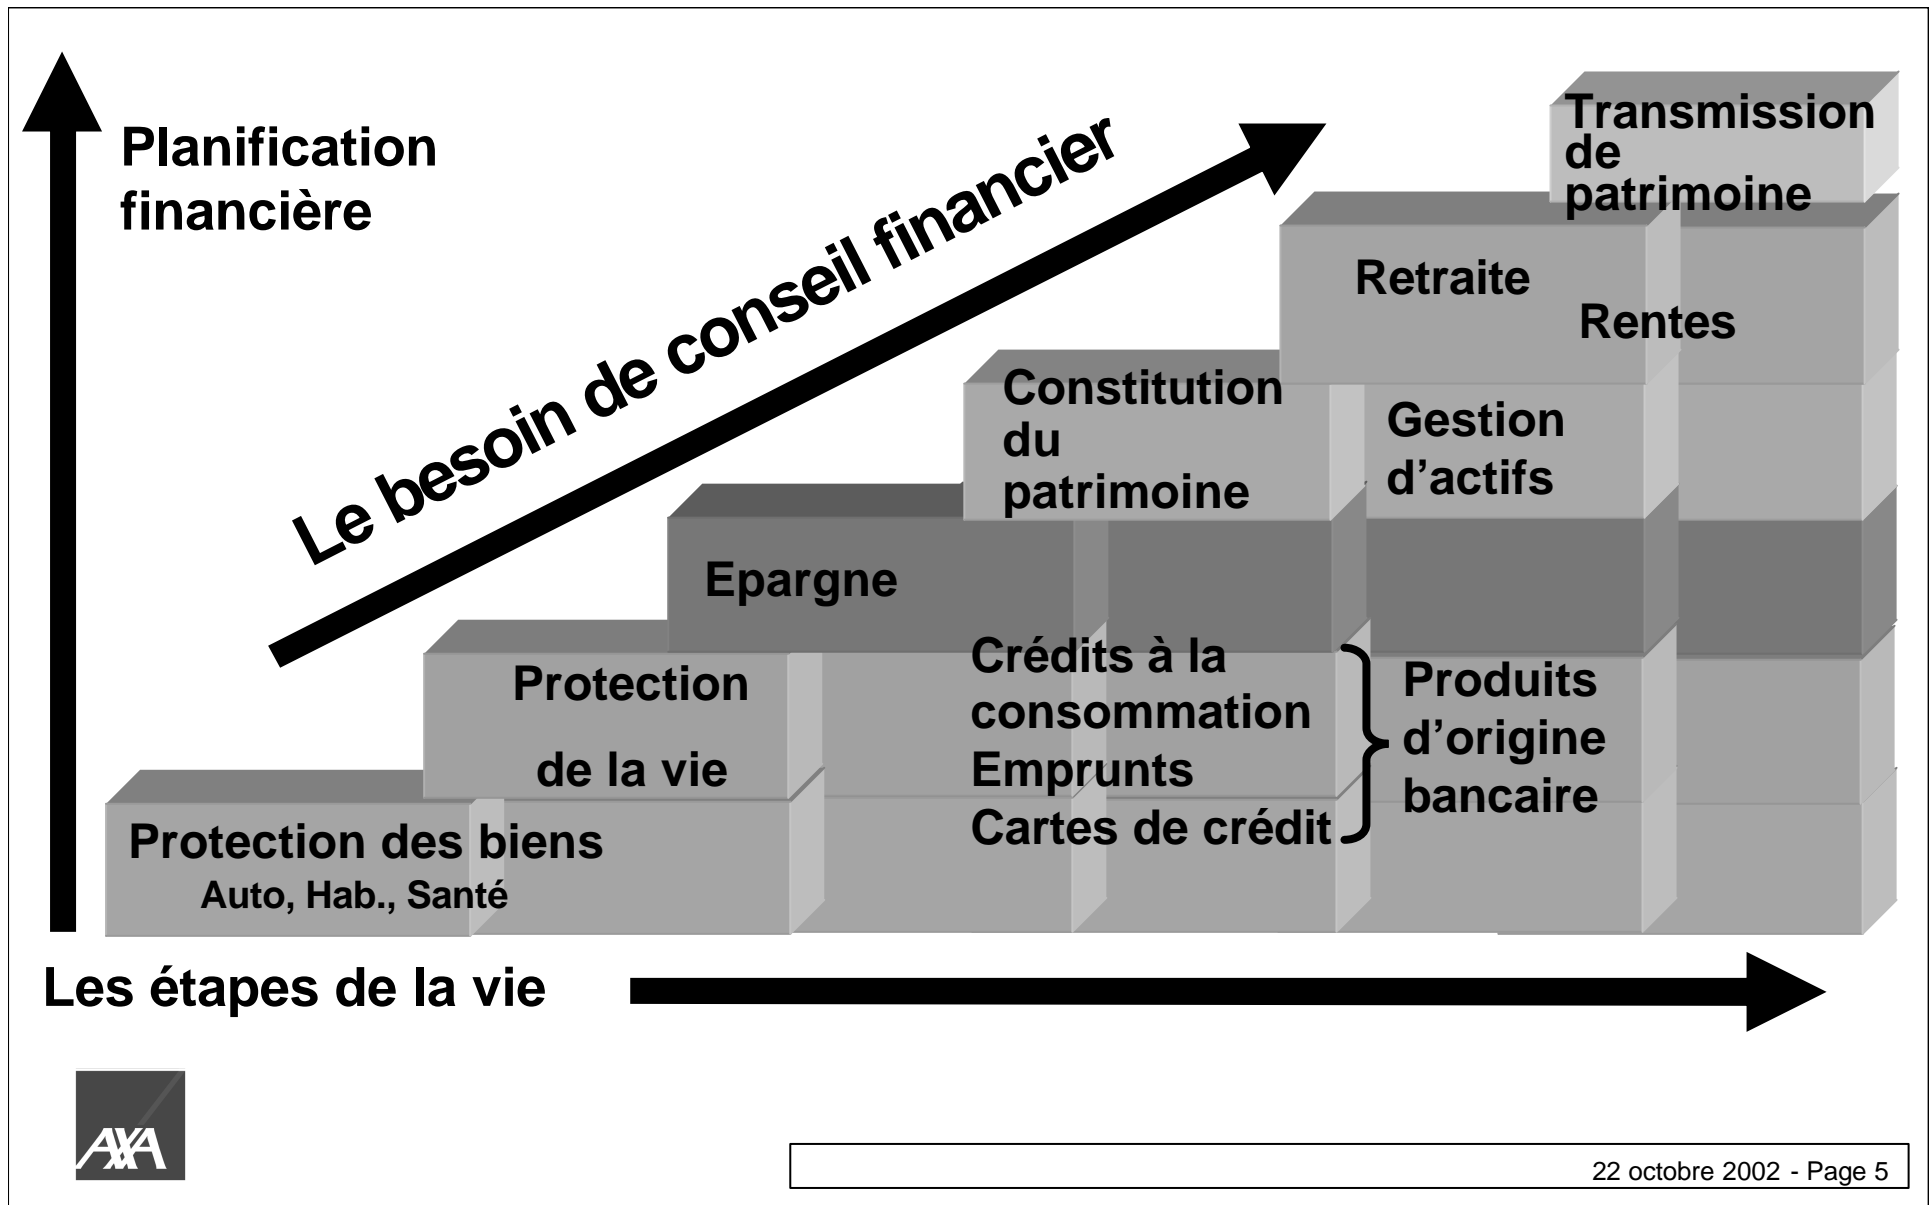 Planification
financière
Le besoin de conseil financier
Transmission
de
patrimoine
Retraite
Rentes
Constitution
du
patrimoine
Gestion
d’actifs
Epargne
Protection
de la vie
Crédits à la
consommation
Emprunts
Cartes de crédit
Produits
d’origine
bancaire
Protection des biens
Auto, Hab., Santé
Les étapes de la vie
AXA
22 octobre 2002 - Page 5